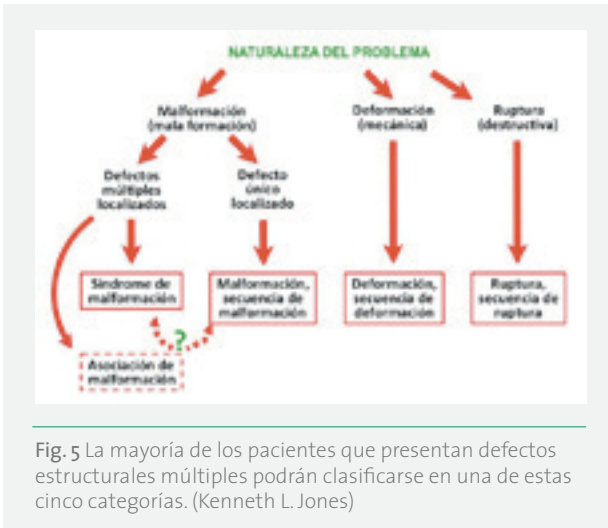 NATURALEZA DEL PROBLEMA
Malformación
(mala formación)
Deformación
(mecánica)
Ruptura
(destructiva)
Defectos
múltiples
localizados
Defecto
único
localizado
Síndrome de
malformación
Malformación,
secuencia de
malformación
Deformación,
secuencia de
deformación
Ruptura,
secuencia de
ruptura
?
Asociación de
malformación
Fig. 5 La mayoría de los pacientes que presentan defectos
estructurales múltiples podrán clasificarse en una de estas
cinco categorías. (Kenneth L. Jones)